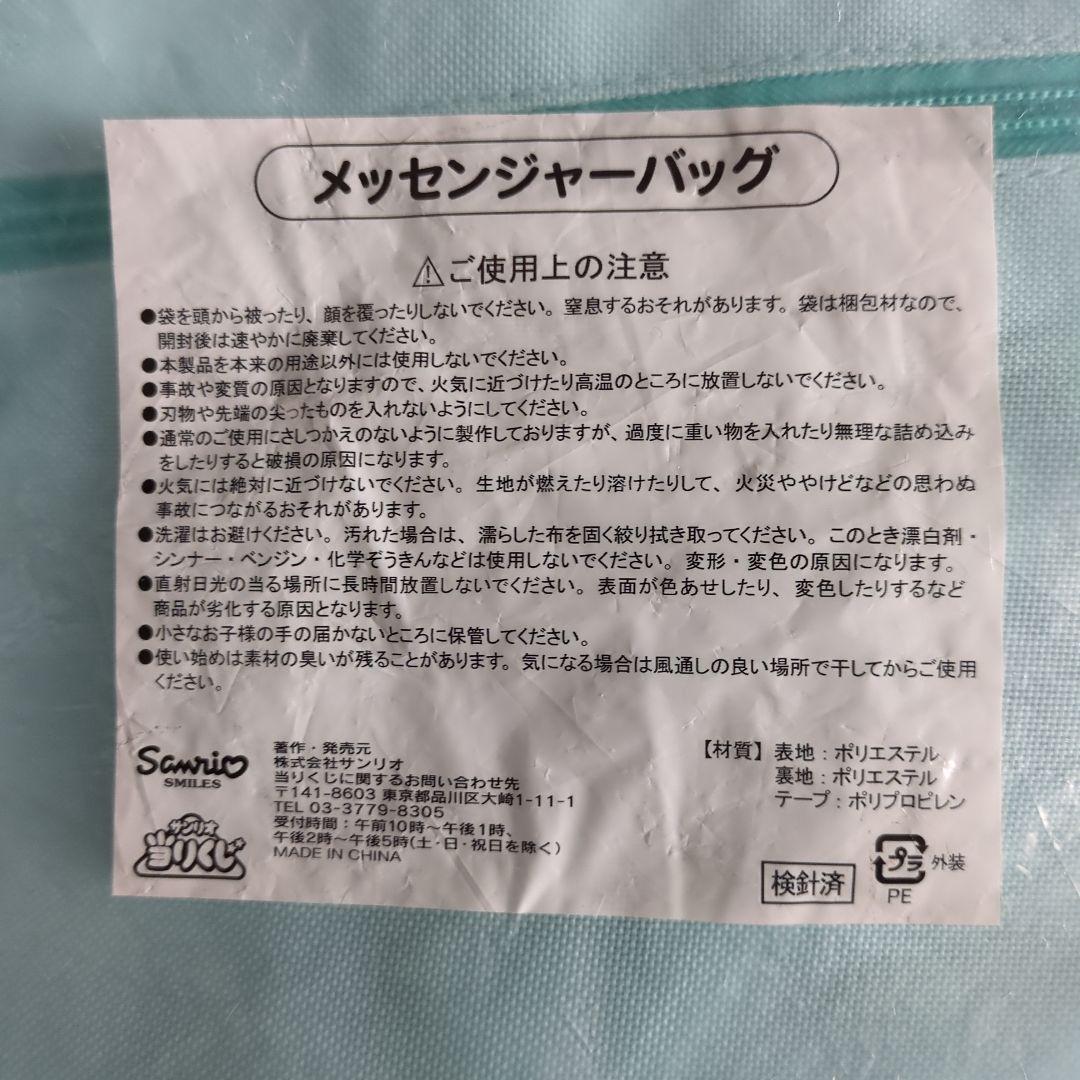 メッセンジャーバッグ
⚠ご使用上の注意
●袋を頭から被ったり、顔を覆ったりしないでください。窒息するおそれがあります。袋は梱包材なので、
開封後は速やかに廃棄してください。
●本製品を本来の用途以外には使用しないでください。
●事故や変質の原因となりますので、火気に近づけたり高温のところに放置しないでください。
●刃物や先端の尖ったものを入れないようにしてください。
●通常のご使用にさしつかえのないように製作しておりますが、過度に重い物を入れたり無理な詰め込み
をしたりすると破損の原因になります。
●火気には絶対に近づけないでください。生地が燃えたり溶けたりして、火災ややけどなどの思わぬ
事故につながるおそれがあります。
●洗濯はお避けください。汚れた場合は、濡らした布を固く絞り拭き取ってください。このとき漂白剤・
シンナー・ベンジン・化学ぞうきんなどは使用しないでください。変形・変色の原因になります。
●直射日光の当る場所に長時間放置しないでください。表面が色あせしたり、変色したりするなど
商品が劣化する原因となります。
●小さなお子様の手の届かないところに保管してください。
●使い始めは素材の臭いが残ることがあります。気になる場合は風通しの良い場所で干してからご使用
ください。
Sanrio
SMILES
サンリオ
当りくじ
著作・発売元
株式会社サンリオ
当りくじに関するお問い合わせ先
〒141-8603 東京都品川区大崎1-11-1
TEL 03-3779-8305
受付時間：午前10時～午後1時、
午後2時～午後5時(土・日・祝日を除く)
MADE IN CHINA
【材質】表地：ポリエステル
裏地：ポリエステル
テープ：ポリプロピレン
検針済
プラ 外装
PE